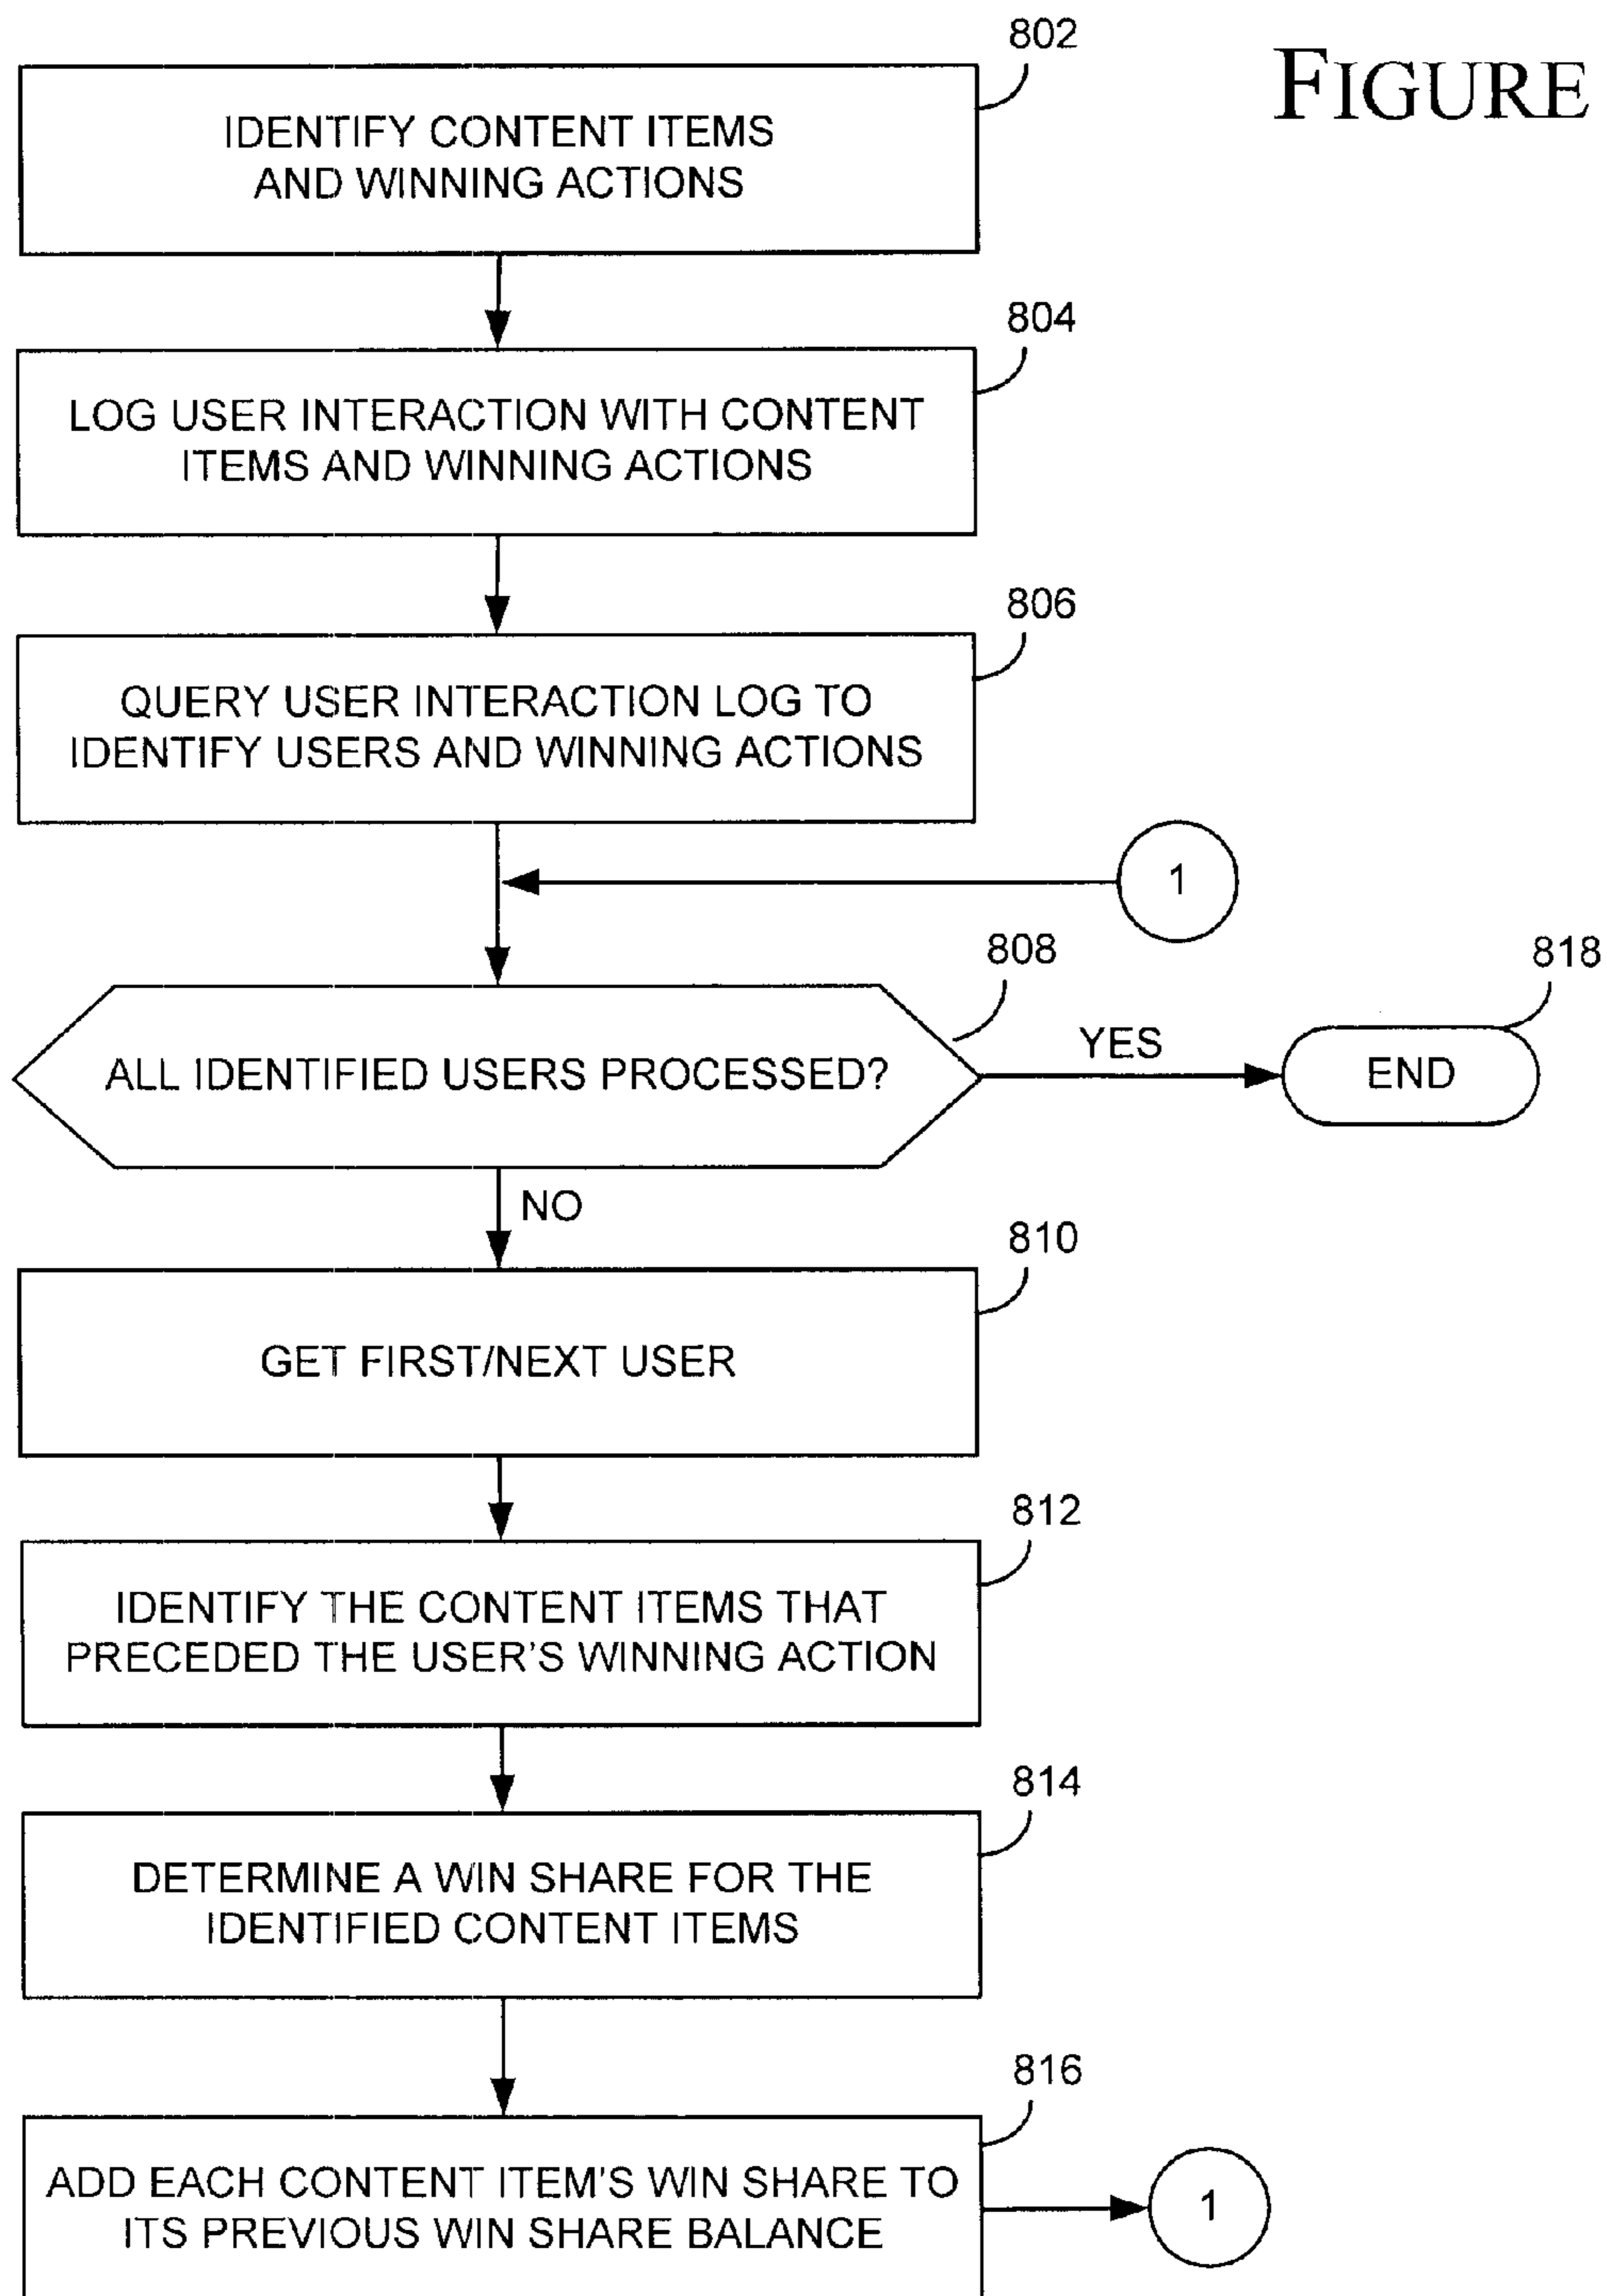 802
FIGURE
IDENTIFY CONTENT ITEMS
AND WINNING ACTIONS
804
LOG USER INTERACTION WITH CONTENT
ITEMS AND WINNING ACTIONS
806
QUERY USER INTERACTION LOG TO
IDENTIFY USERS AND WINNING ACTIONS
1
808
818
ALL IDENTIFIED USERS PROCESSED?
YES
END
NO
810
GET FIRST/NEXT USER
812
IDENTIFY THE CONTENT ITEMS THAT
PRECEDED THE USER'S WINNING ACTION
814
DETERMINE A WIN SHARE FOR THE
IDENTIFIED CONTENT ITEMS
816
ADD EACH CONTENT ITEM'S WIN SHARE TO
ITS PREVIOUS WIN SHARE BALANCE
1